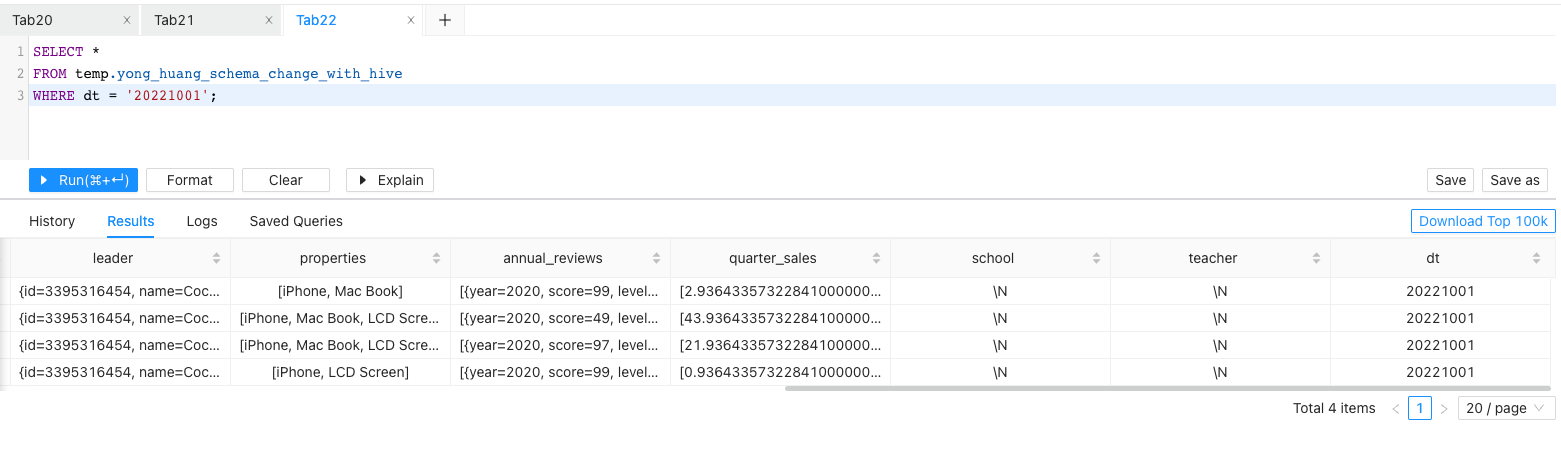 Tab20 x Tab21 x Tab22 x +
1 SELECT *
2 FROM temp.yong_huang_schema_change_with_hive
3 WHERE dt = '20221001';
Run(⌘+↵) Format Clear Explain Save Save as
History Results Logs Saved Queries Download Top 100k
leader properties annual_reviews quarter_sales school teacher dt
{id=3395316454, name=Coc... [iPhone, Mac Book] [{year=2020, score=99, level... [2.93643357322841000000... \N \N 20221001
{id=3395316454, name=Coc... [iPhone, Mac Book, LCD Scre... [{year=2020, score=49, level... [43.9364335732284100000... \N \N 20221001
{id=3395316454, name=Coc... [iPhone, Mac Book, LCD Scre... [{year=2020, score=97, level... [21.9364335732284100000... \N \N 20221001
{id=3395316454, name=Coc... [iPhone, LCD Screen] [{year=2020, score=99, level... [0.93643357322841000000... \N \N 20221001
Total 4 items < 1 > 20 / page